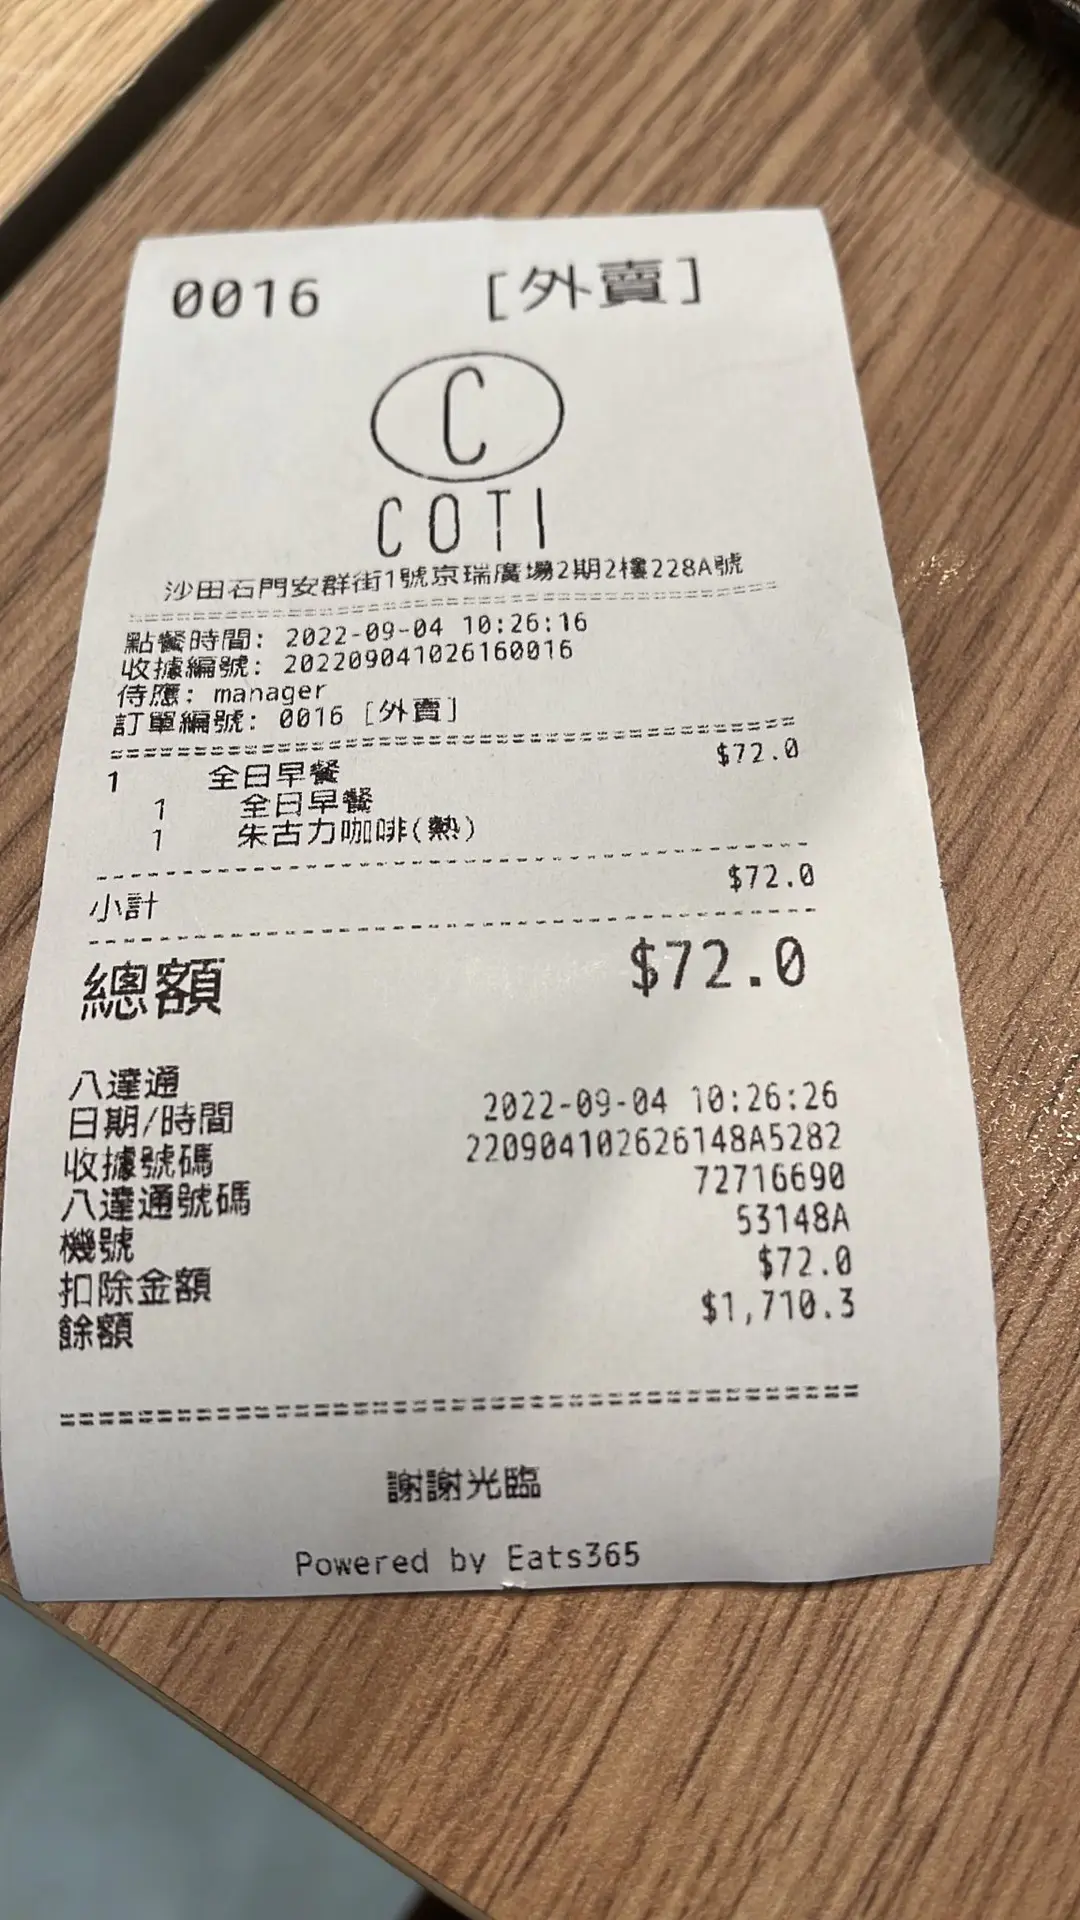 0016 [外賣]
C
COTI
沙田石門安群街1號京瑞廣場2期2樓228A號
點餐時間: 2022-09-04 10:26:16
收據編號: 202209041026160016
侍應: manager
訂單編號: 0016 [外賣]
1 全日早餐 $72.0
1 全日早餐
1 朱古力咖啡(熱)
小計 $72.0
總額 $72.0
八達通
日期/時間 2022-09-04 10:26:26
收據號碼 220904102626148A5282
八達通號碼 72716690
機號 53148A
扣除金額 $72.0
餘額 $1,710.3
謝謝光臨
Powered by Eats365